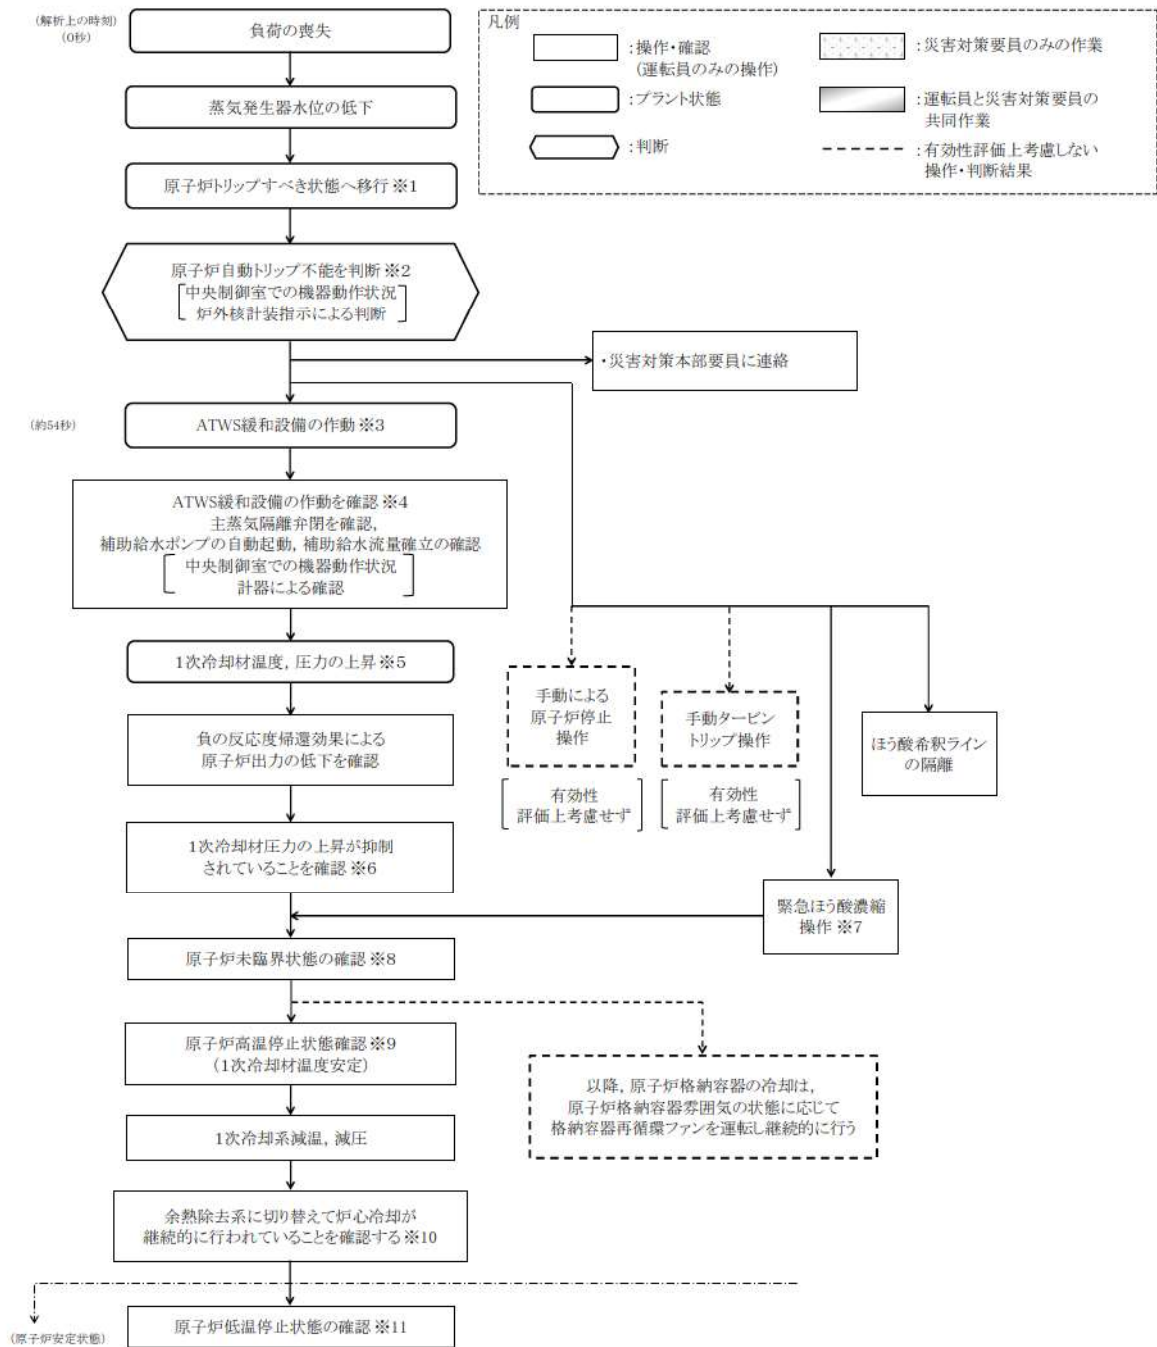 (解析上の時刻)
(0秒)
負荷の喪失
凡例
:操作・確認
(運転員のみの操作)
:プラント状態
:判断
:災害対策要員のみの作業
:運転員と災害対策要員の
共同作業
:有効性評価上考慮しない
操作・判断結果
蒸気発生器水位の低下
原子炉トリップすべき状態へ移行※1
原子炉自動トリップ不能を判断※2
中央制御室での機器動作状況
炉外核計装指示による判断
・災害対策本部要員に連絡
(約54秒)
ATWS緩和設備の作動※3
ATWS緩和設備の作動を確認※4
主蒸気隔離弁閉を確認,
補助給水ポンプの自動起動, 補助給水流量確立の確認
中央制御室での機器動作状況
計器による確認
1次冷却材温度, 圧力の上昇※5
手動による
原子炉停止
操作
有効性
評価上考慮せず
手動タービン
トリップ操作
有効性
評価上考慮せず
ほう酸希釈ライン
の隔離
負の反応度帰還効果による
原子炉出力の低下を確認
1次冷却材圧力の上昇が抑制
されていることを確認※6
緊急ほう酸濃縮
操作※7
原子炉未臨界状態の確認※8
原子炉高温停止状態確認※9
(1次冷却材温度安定)
以降, 原子炉格納容器の冷却は,
原子炉格納容器雰囲気の状態に応じて
格納容器再循環ファンを運転し継続的に行う
1次冷却系減温, 減圧
余熱除去系に切り替えて炉心冷却が
継続的に行われていることを確認する※10
(原子炉安定状態)
原子炉低温停止状態の確認※11